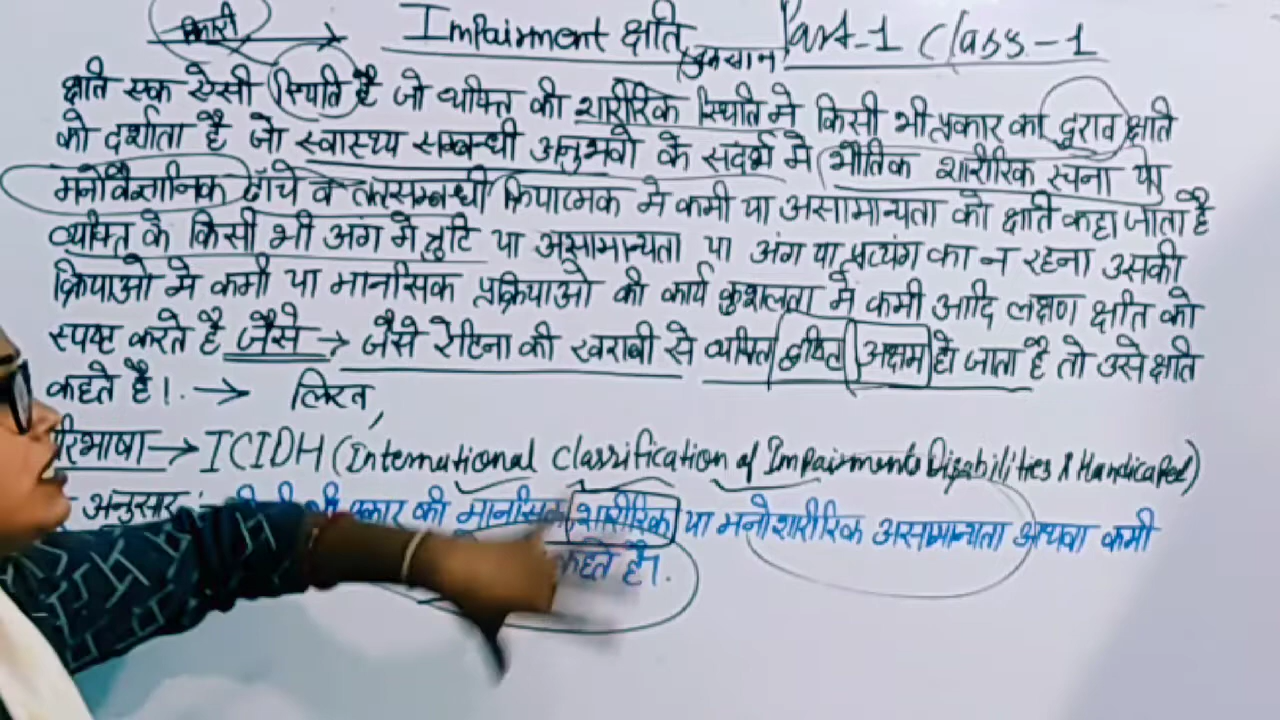 Impairment क्षति Part-1 Class-1
नुकसान
क्षति एक ऐसी स्थिति है जो व्यक्ति की शारीरिक स्थिति मे किसी भी प्रकार का क्षति
को दर्शाता है जो स्वास्थ्य सम्बन्धी अनुभवो के सदर्भ मे भौतिक शारीरिक रचना
मनोवैज्ञानिक ढाँचे व तत्सम्बन्धी क्रियात्मक मे कमी या असामान्यता को क्षति कहा जाता है
व्यक्ति के किसी भी अंग मे त्रुटि या असामान्यता या अंग या प्रत्यंग का न रहना उसकी
क्रियाओ मे कमी या मानसिक प्रक्रियाओ की कार्य कुशलता मे कमी आदि लक्षण क्षति को
स्पष्ट करते है जैसे → जैसे रेटिना की खराबी से व्यक्ति अक्षम हो जाता है तो उसे क्षति
कहते है।. →
रिभाषा → ICIDH (International Classification of Impairments Disabilities & Handicaped)
अनुसार : की मानसिक शारीरिक या मनोशारीरिक असामान्यता अथवा कमी
कहते है।.